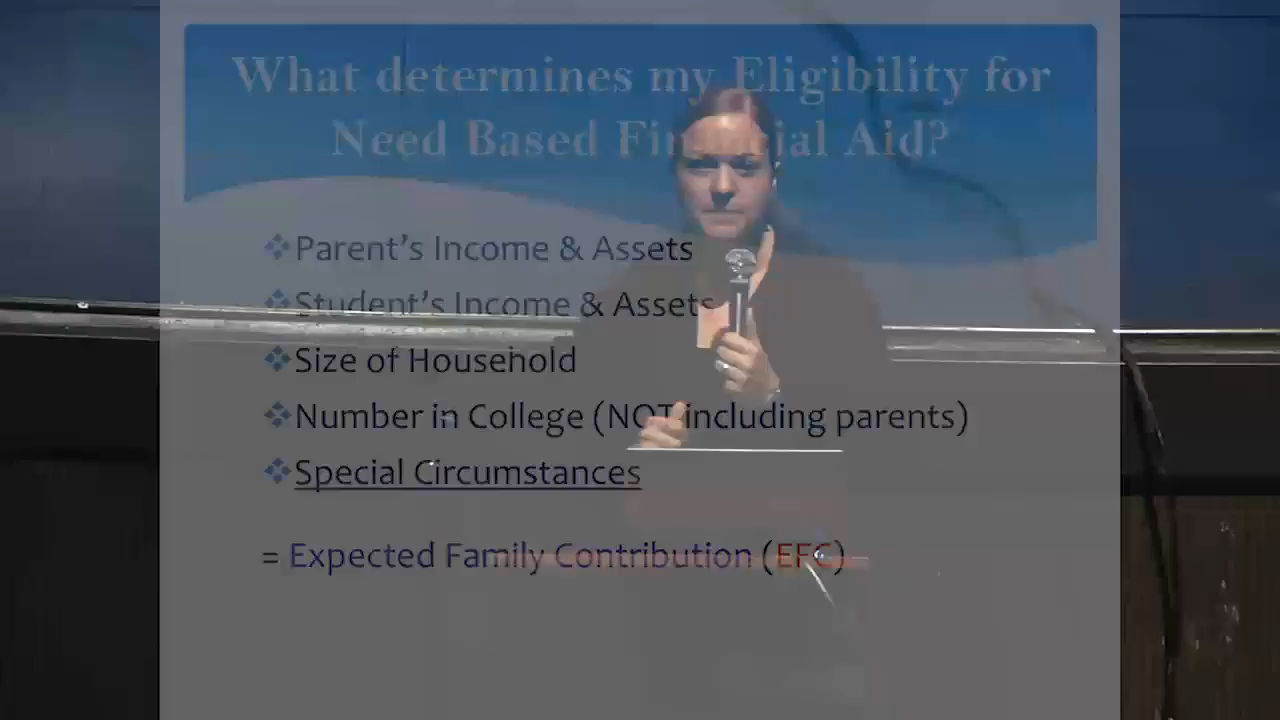 What determines my Eligibility for
Need Based Financial Aid?
Parent's Income & Assets
Student's Income & Assets
Size of Household
Number in College (NOT including parents)
Special Circumstances
= Expected Family Contribution (EFC)